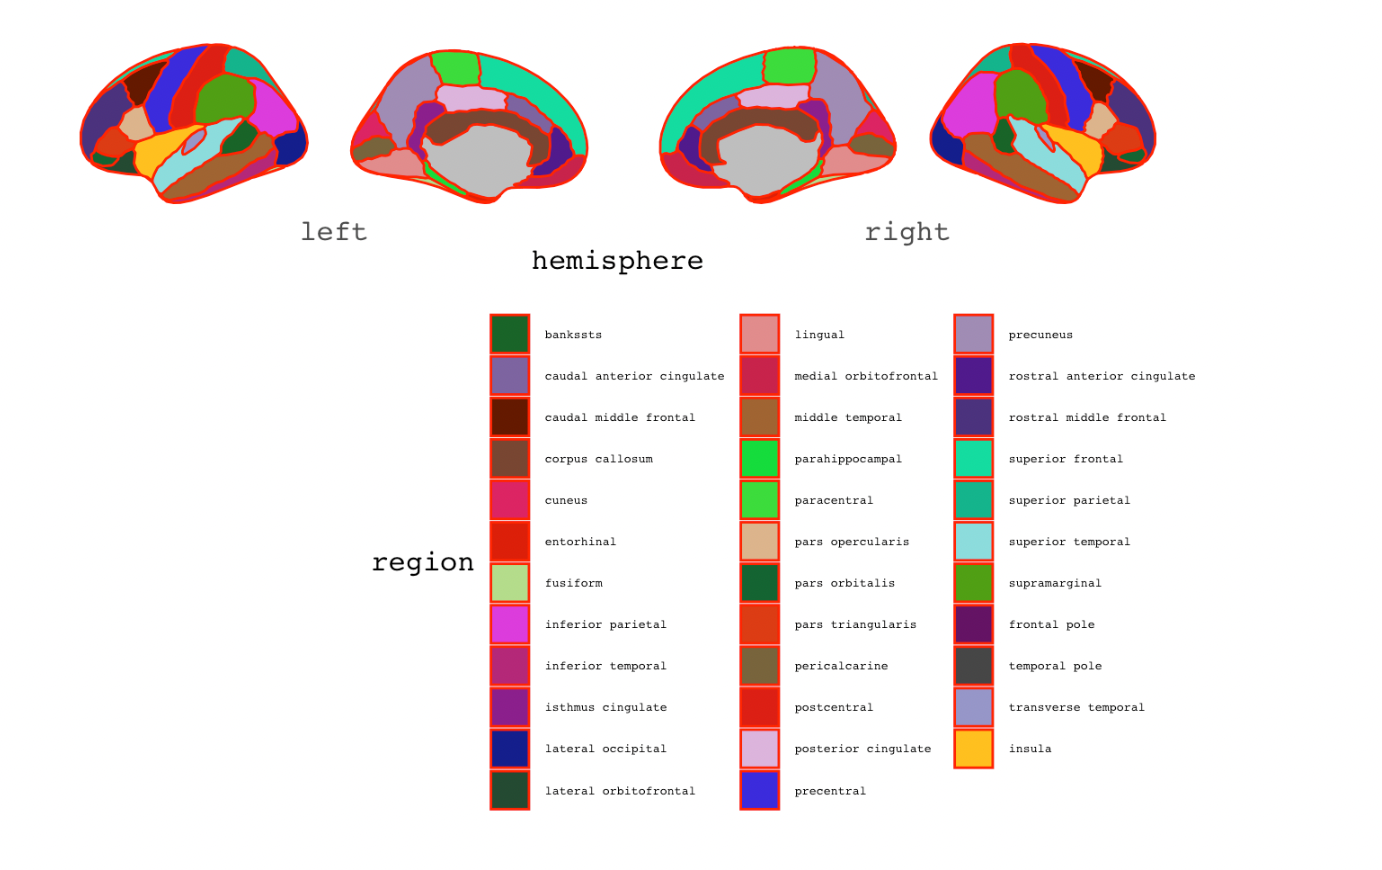 left
right
hemisphere
region
bankssts
caudal anterior cingulate
caudal middle frontal
corpus callosum
cuneus
entorhinal
fusiform
inferior parietal
inferior temporal
isthmus cingulate
lateral occipital
lateral orbitofrontal
lingual
medial orbitofrontal
middle temporal
parahippocampal
paracentral
pars opercularis
pars orbitalis
pars triangularis
pericalcarine
postcentral
posterior cingulate
precentral
precuneus
rostral anterior cingulate
rostral middle frontal
superior frontal
superior parietal
superior temporal
supramarginal
frontal pole
temporal pole
transverse temporal
insula